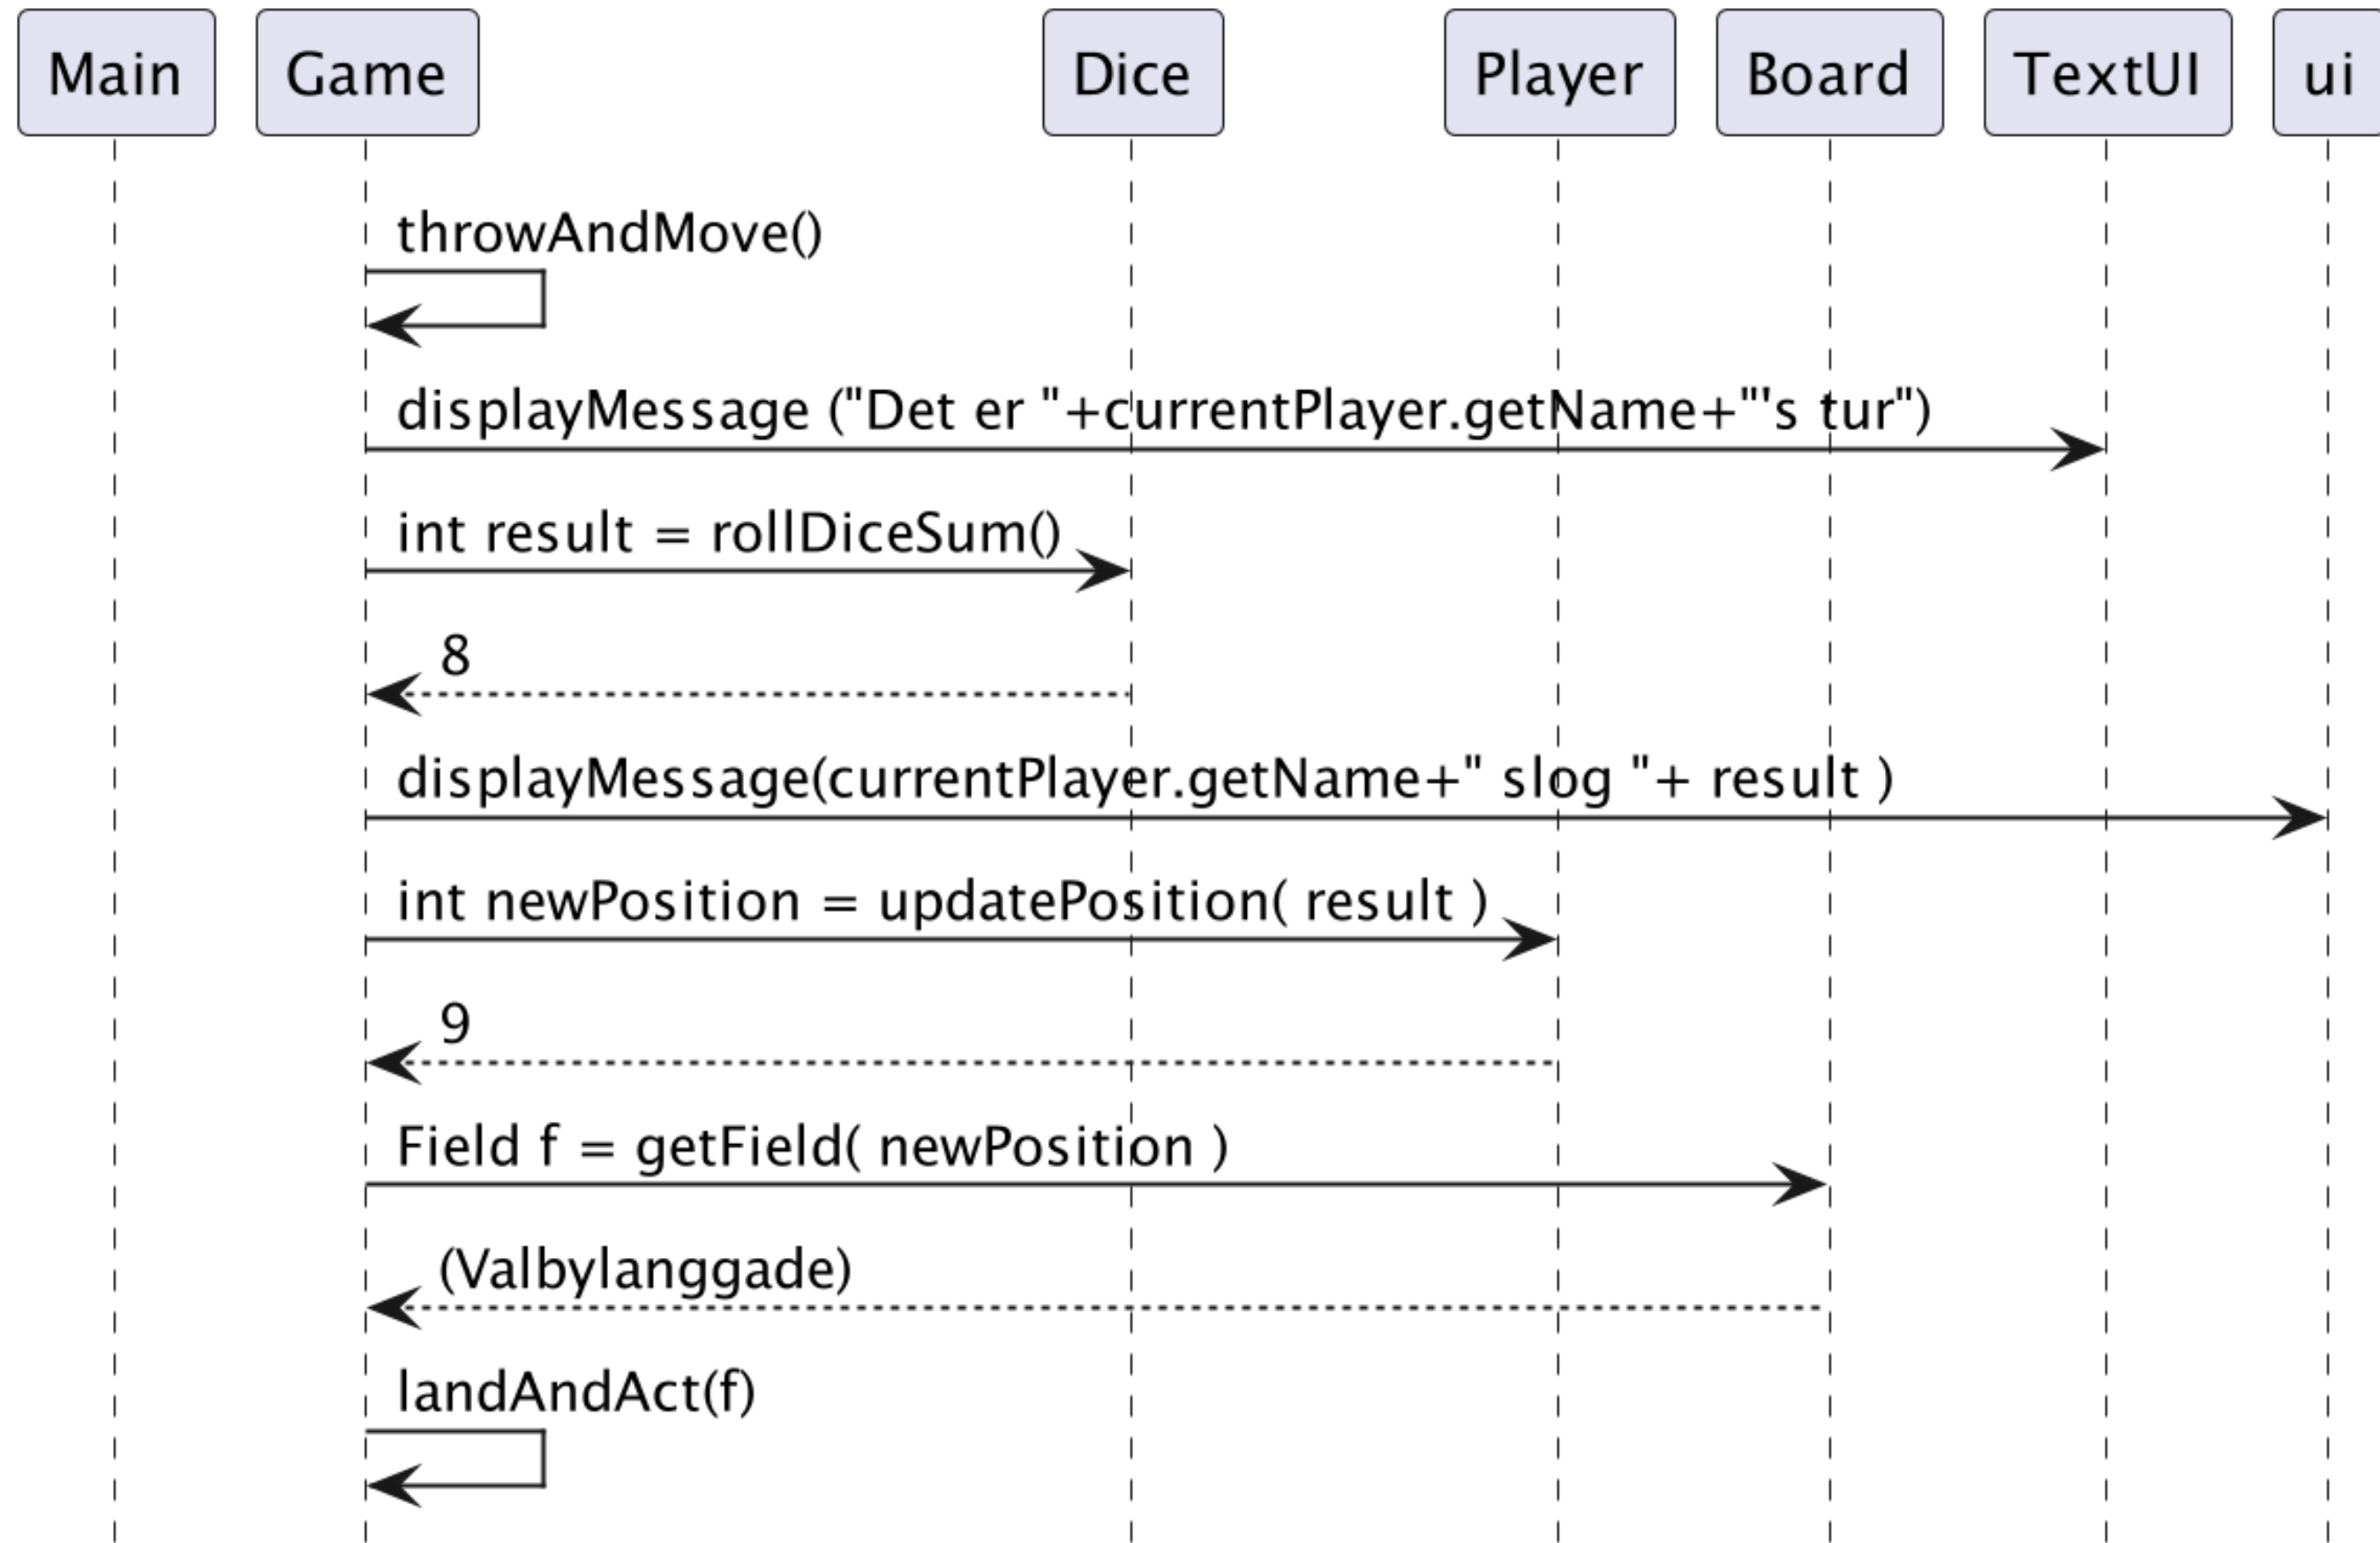 Main Game Dice Player Board TextUI ui
throwAndMove()
displayMessage ("Det er "+currentPlayer.getName+"'s tur")
int result = rollDiceSum()
8
displayMessage(currentPlayer.getName+" slog "+ result )
int newPosition = updatePosition( result )
9
Field f = getField( newPosition )
(Valbylanggade)
landAndAct(f)